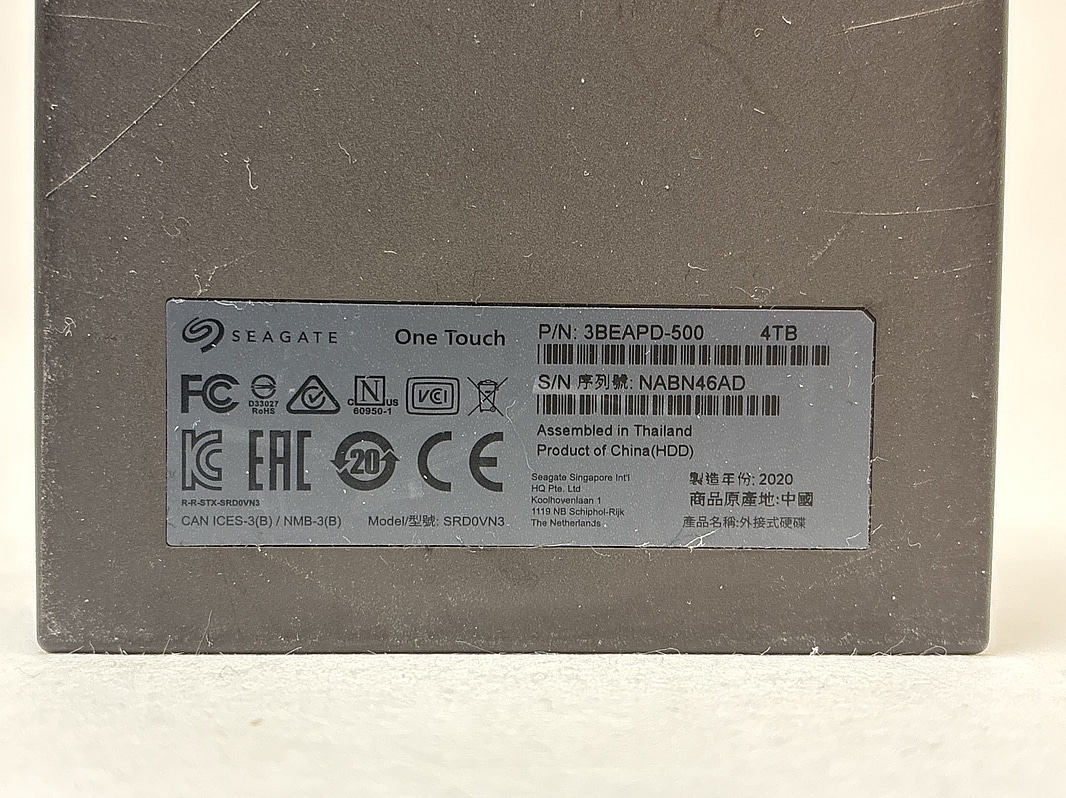 SEAGATE One Touch P/N: 3BEAPD-500 4TB
S/N 序列號: NABN46AD
FC D33027 RoHS c N us 60950-1 VCI
Assembled in Thailand
Product of China(HDD)
KC EAC 20 CE
R-R-STX-SRD0VN3
CAN ICES-3(B) / NMB-3(B) Model/型號: SRD0VN3
Seagate Singapore Int'l
HQ Pte. Ltd
Koolhovenlaan 1
1119 NB Schiphol-Rijk
The Netherlands
製造年份: 2020
商品原產地:中國
產品名稱:外接式硬碟